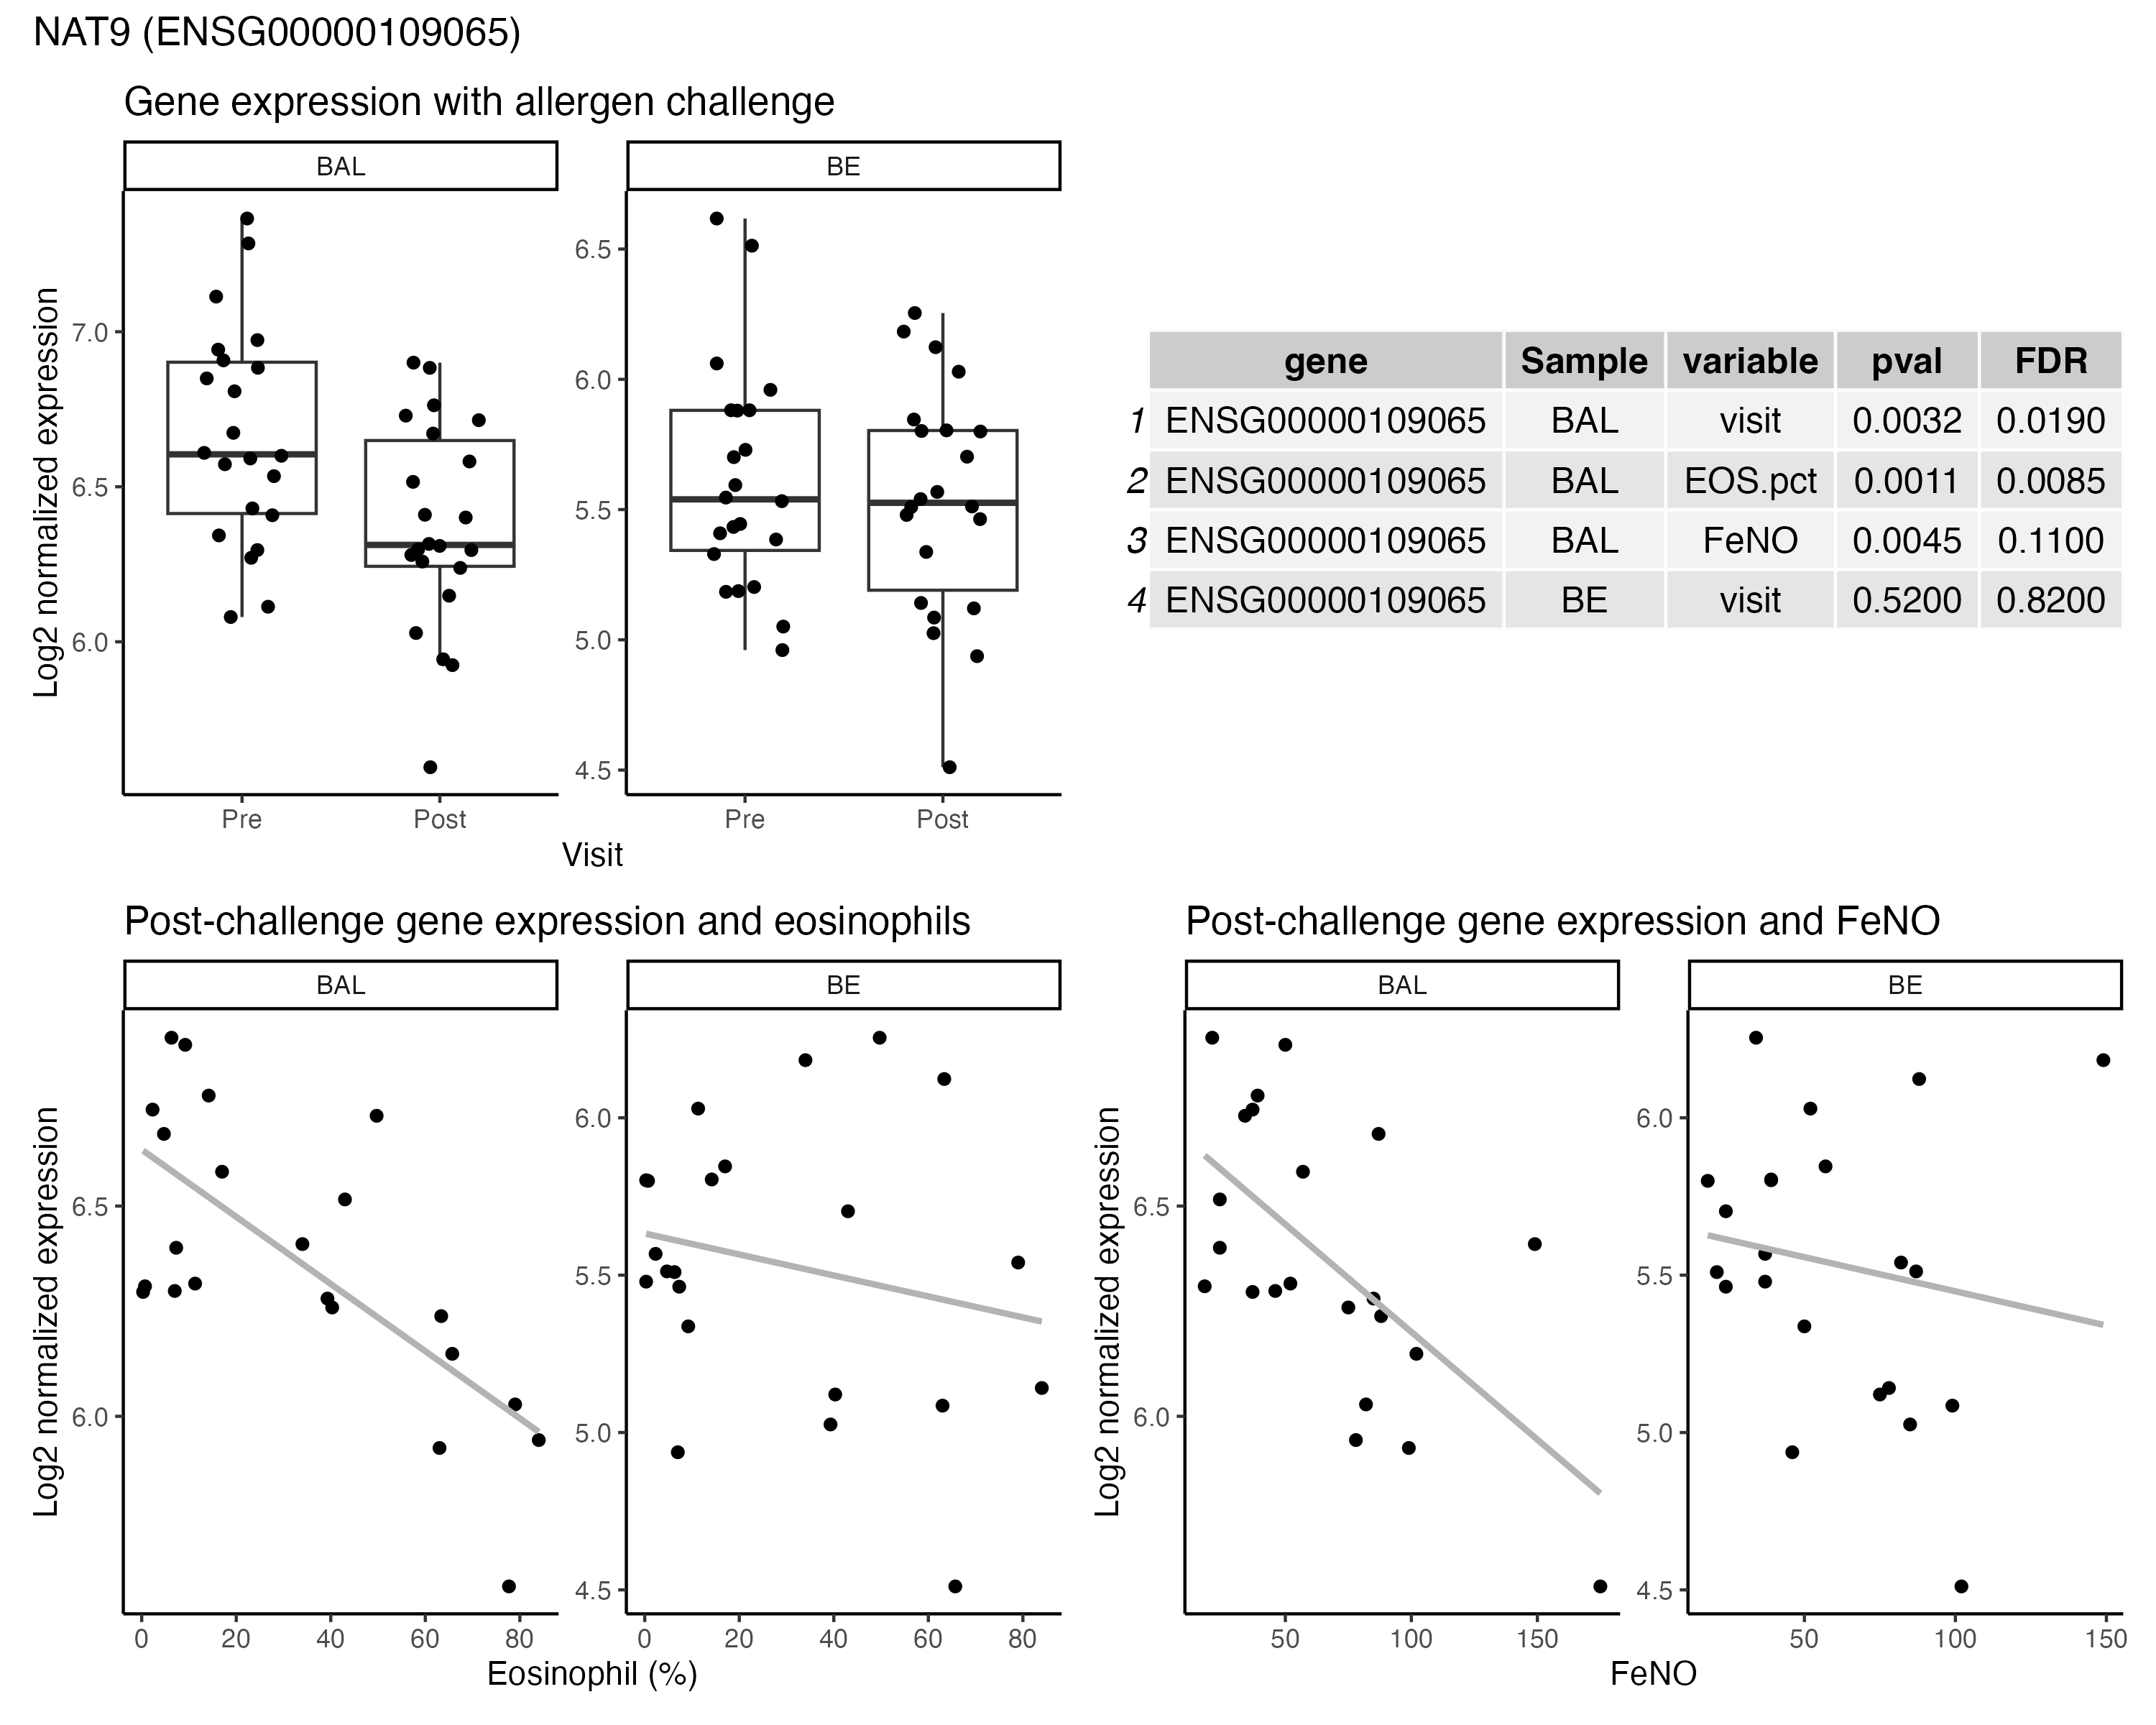 NAT9 (ENSG00000109065)
Gene expression with allergen challenge
BAL BE
Log2 normalized expression
7.0
6.5
6.0
6.5
6.0
5.5
5.0
4.5
Pre Post Pre Post
Visit
gene Sample variable pval FDR
1 ENSG00000109065 BAL visit 0.0032 0.0190
2 ENSG00000109065 BAL EOS.pct 0.0011 0.0085
3 ENSG00000109065 BAL FeNO 0.0045 0.1100
4 ENSG00000109065 BE visit 0.5200 0.8200
Post-challenge gene expression and eosinophils
BAL BE
Log2 normalized expression
6.5
6.0
6.0
5.5
5.0
4.5
0 20 40 60 80 0 20 40 60 80
Eosinophil (%)
Post-challenge gene expression and FeNO
BAL BE
Log2 normalized expression
6.5
6.0
6.0
5.5
5.0
4.5
50 100 150 50 100 150
FeNO